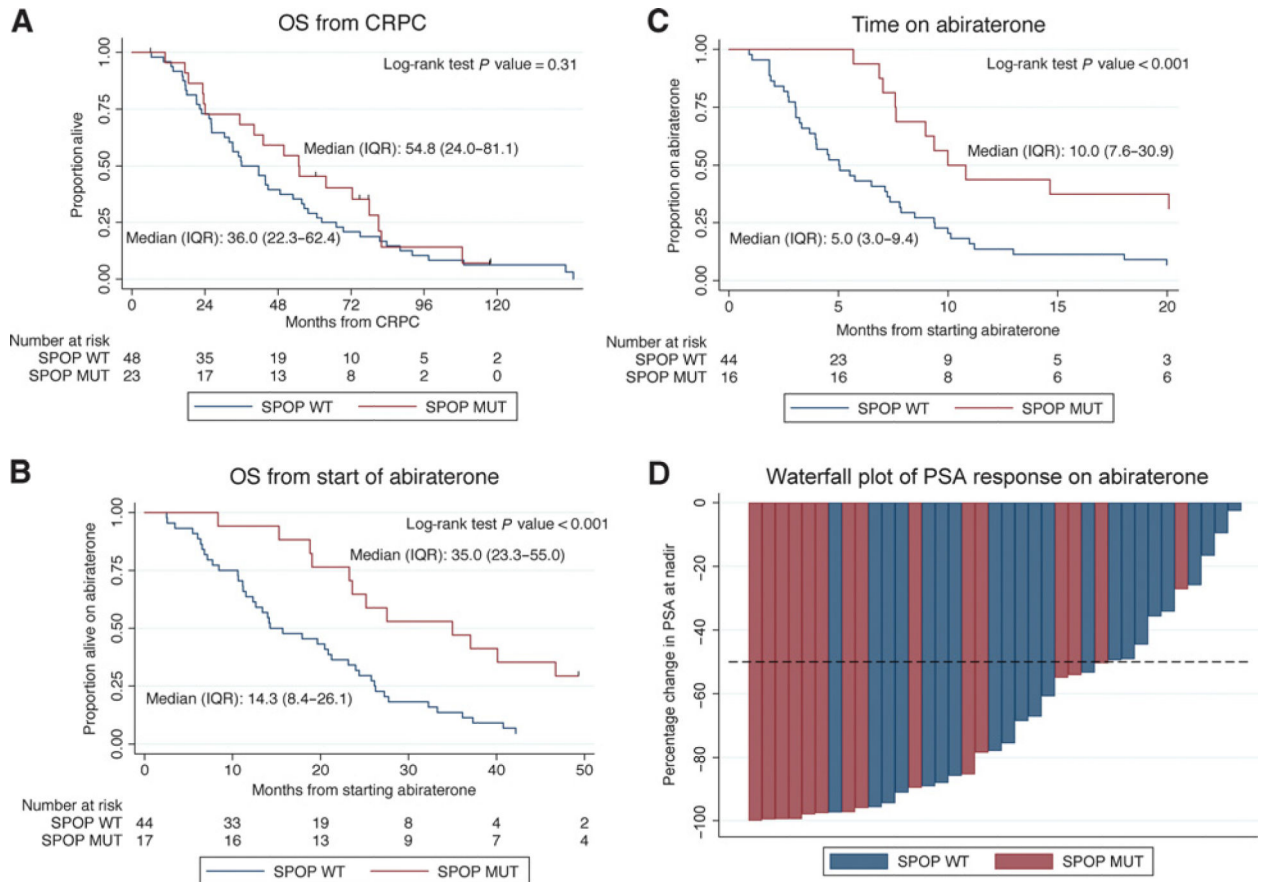 A
OS from CRPC
Log-rank test P value = 0.31
Median (IQR): 54.8 (24.0–81.1)
Median (IQR): 36.0 (22.3–62.4)
Proportion alive
1.00
0.75
0.50
0.25
0.00
0 24 48 72 96 120
Months from CRPC
Number at risk
SPOP WT 48 35 19 10 5 2
SPOP MUT 23 17 13 8 2 0
SPOP WT SPOP MUT
B
OS from start of abiraterone
Log-rank test P value < 0.001
Median (IQR): 35.0 (23.3–55.0)
Median (IQR): 14.3 (8.4–26.1)
Proportion alive on abiraterone
1.00
0.75
0.50
0.25
0.00
0 10 20 30 40 50
Months from starting abiraterone
Number at risk
SPOP WT 44 33 19 8 4 2
SPOP MUT 17 16 13 9 7 4
SPOP WT SPOP MUT
C
Time on abiraterone
Log-rank test P value < 0.001
Median (IQR): 10.0 (7.6–30.9)
Median (IQR): 5.0 (3.0–9.4)
Proportion on abiraterone
1.00
0.75
0.50
0.25
0.00
0 5 10 15 20
Months from starting abiraterone
Number at risk
SPOP WT 44 23 9 5 3
SPOP MUT 16 16 8 6 6
SPOP WT SPOP MUT
D
Waterfall plot of PSA response on abiraterone
Percentage change in PSA at nadir
0
−20
−40
−60
−80
−100
SPOP WT SPOP MUT